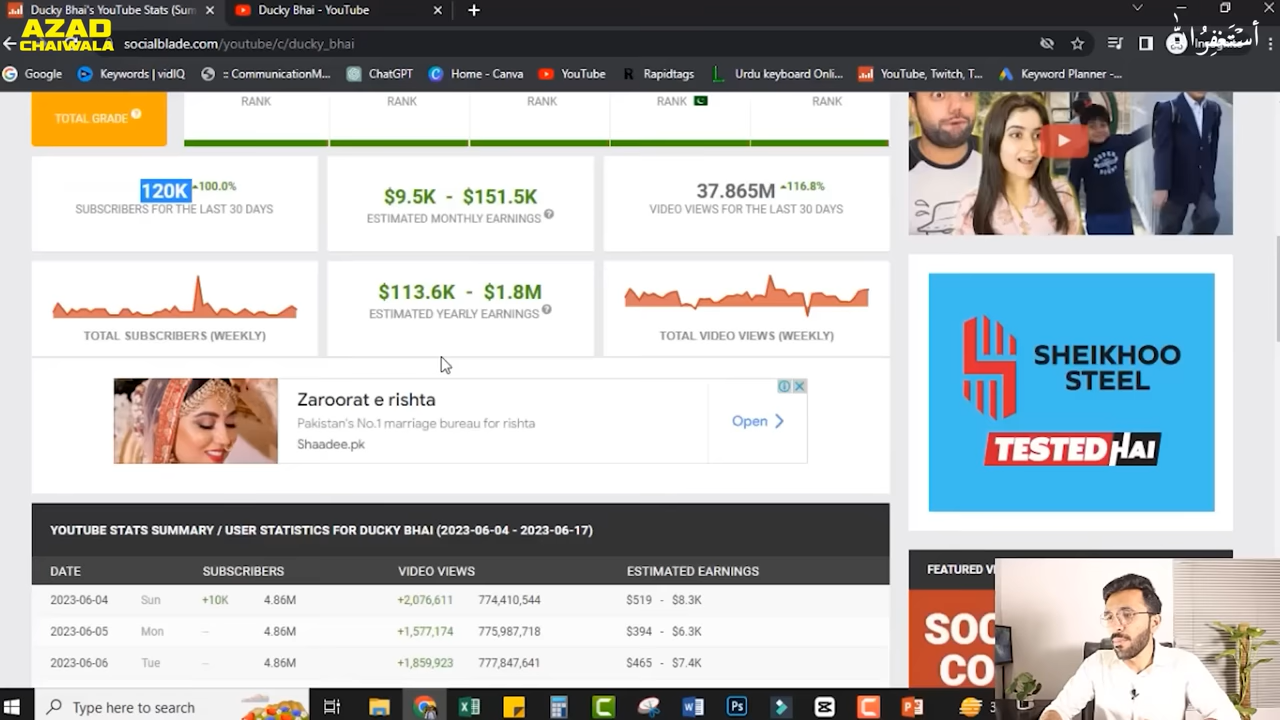 Ducky Bhai's YouTube Stats (Sum
Ducky Bhai - YouTube
AZAD
CHAIWALA
socialblade.com/youtube/c/ducky_bhai
أستغفر الله
Google
Keywords | vidIQ
:: CommunicationM...
ChatGPT
Home - Canva
YouTube
Rapidtags
Urdu keyboard Onl...
YouTube, Twitch, T...
Keyword Planner -...
TOTAL GRADE
RANK
RANK
RANK
RANK
RANK
120K 100.0%
SUBSCRIBERS FOR THE LAST 30 DAYS
$9.5K - $151.5K
ESTIMATED MONTHLY EARNINGS
37.865M 116.8%
VIDEO VIEWS FOR THE LAST 30 DAYS
TOTAL SUBSCRIBERS (WEEKLY)
$113.6K - $1.8M
ESTIMATED YEARLY EARNINGS
TOTAL VIDEO VIEWS (WEEKLY)
SHEIKHOO
STEEL
TESTED HAI
Zaroorat e rishta
Pakistan's No.1 marriage bureau for rishta
Shaadee.pk
Open
YOUTUBE STATS SUMMARY / USER STATISTICS FOR DUCKY BHAI (2023-06-04 - 2023-06-17)
DATE SUBSCRIBERS VIDEO VIEWS ESTIMATED EARNINGS
2023-06-04 Sun +10K 4.86M +2,076,611 774,410,544 $519 - $8.3K
2023-06-05 Mon -- 4.86M +1,577,174 775,987,718 $394 - $6.3K
2023-06-06 Tue -- 4.86M +1,859,923 777,847,641 $465 - $7.4K
FEATURED V
SOC
CO
Type here to search